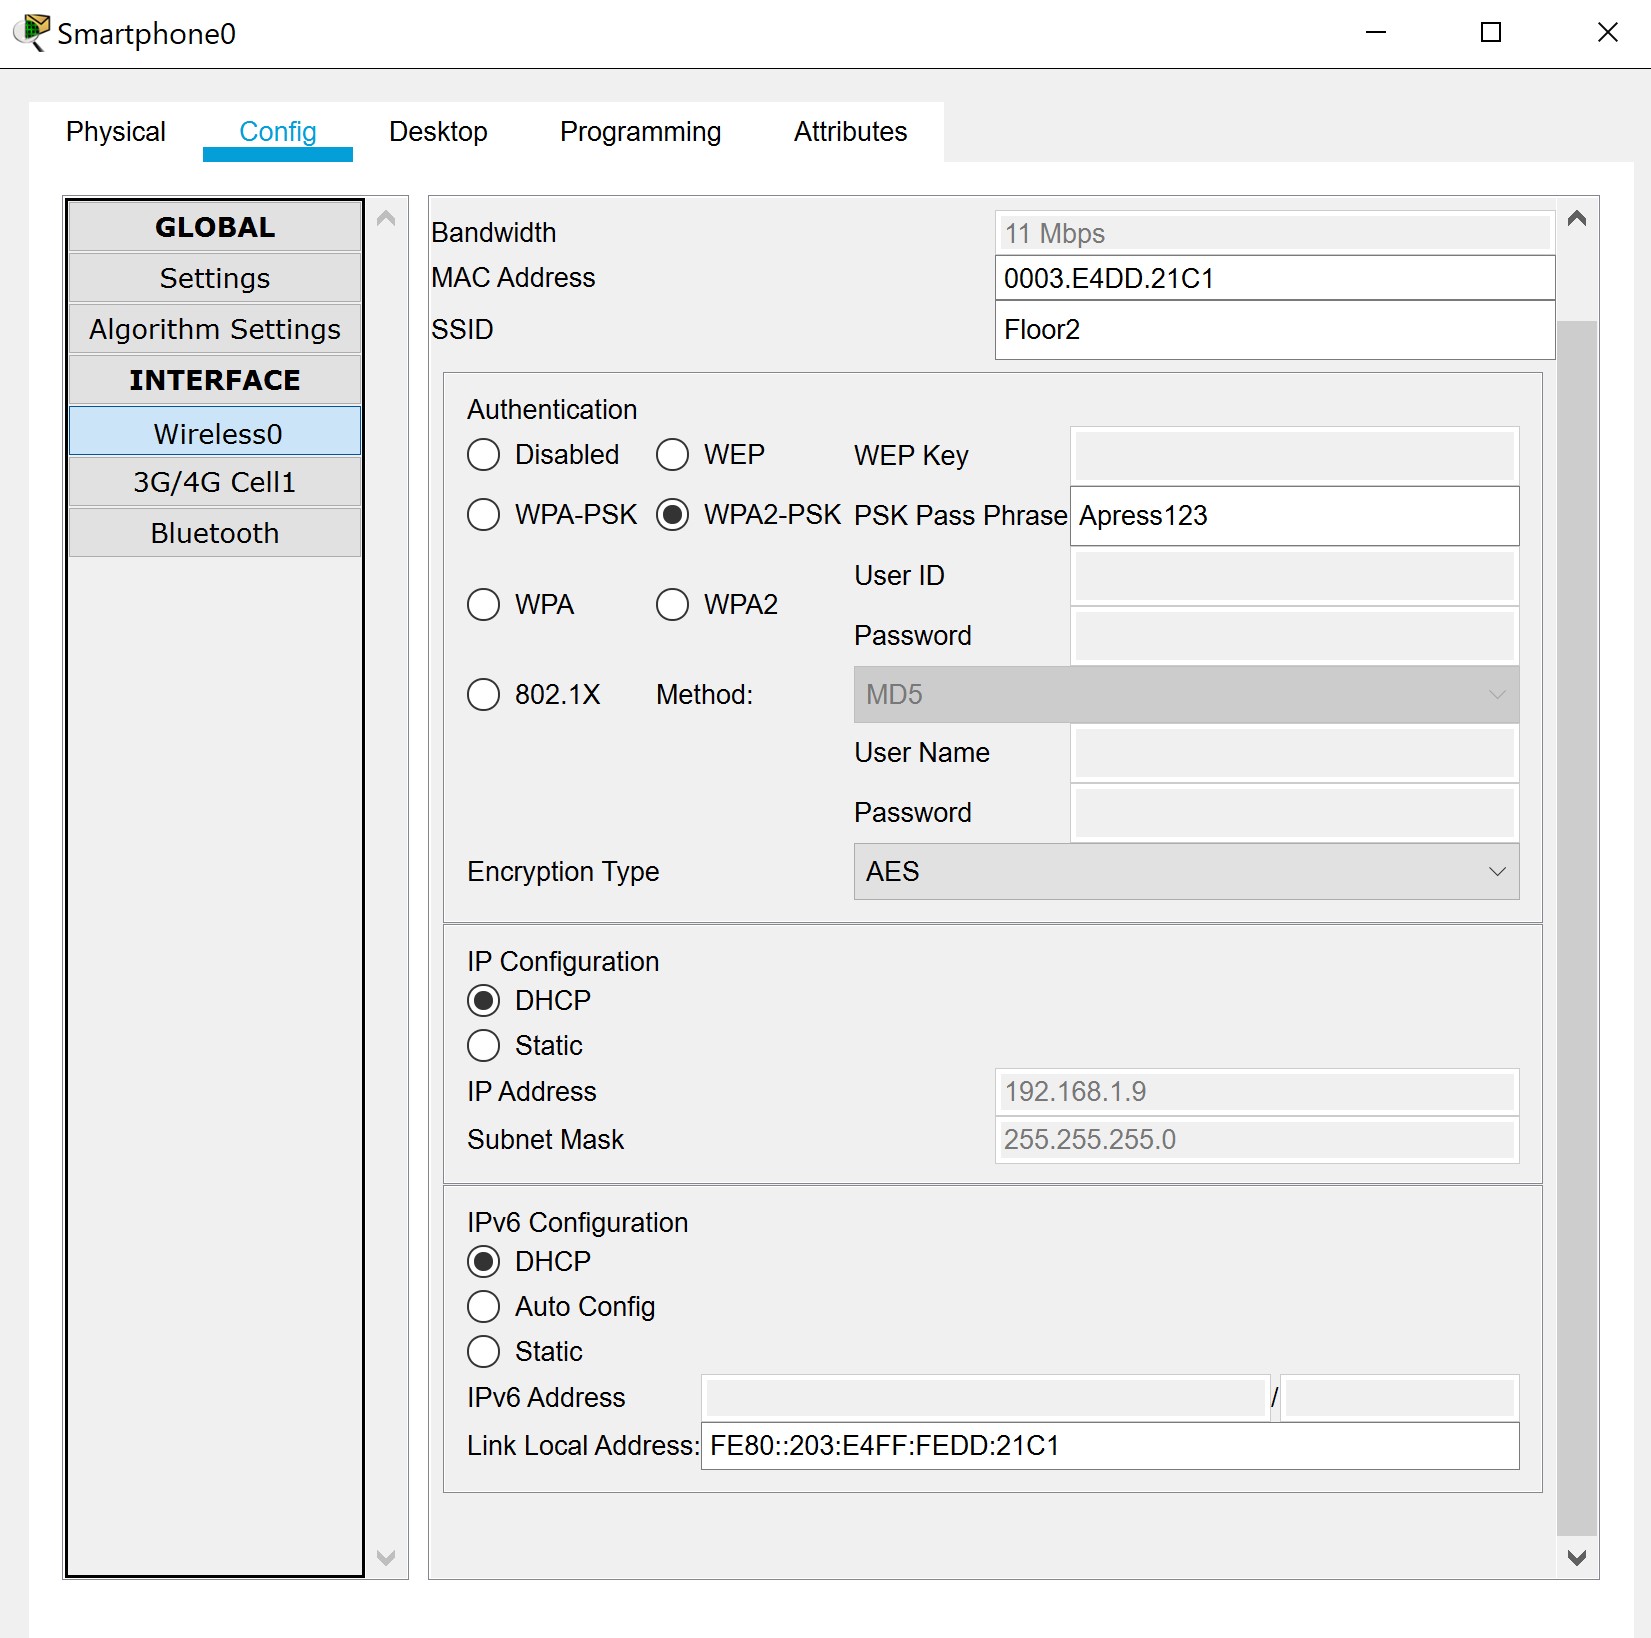 Smartphone0
Physical Config Desktop Programming Attributes
GLOBAL
Settings
Algorithm Settings
INTERFACE
Wireless0
3G/4G Cell1
Bluetooth
Bandwidth 11 Mbps
MAC Address 0003.E4DD.21C1
SSID Floor2
Authentication
Disabled WEP WEP Key
WPA-PSK WPA2-PSK PSK Pass Phrase Apress123
User ID
WPA WPA2
Password
802.1X Method: MD5
User Name
Password
Encryption Type AES
IP Configuration
DHCP
Static
IP Address 192.168.1.9
Subnet Mask 255.255.255.0
IPv6 Configuration
DHCP
Auto Config
Static
IPv6 Address /
Link Local Address: FE80::203:E4FF:FEDD:21C1